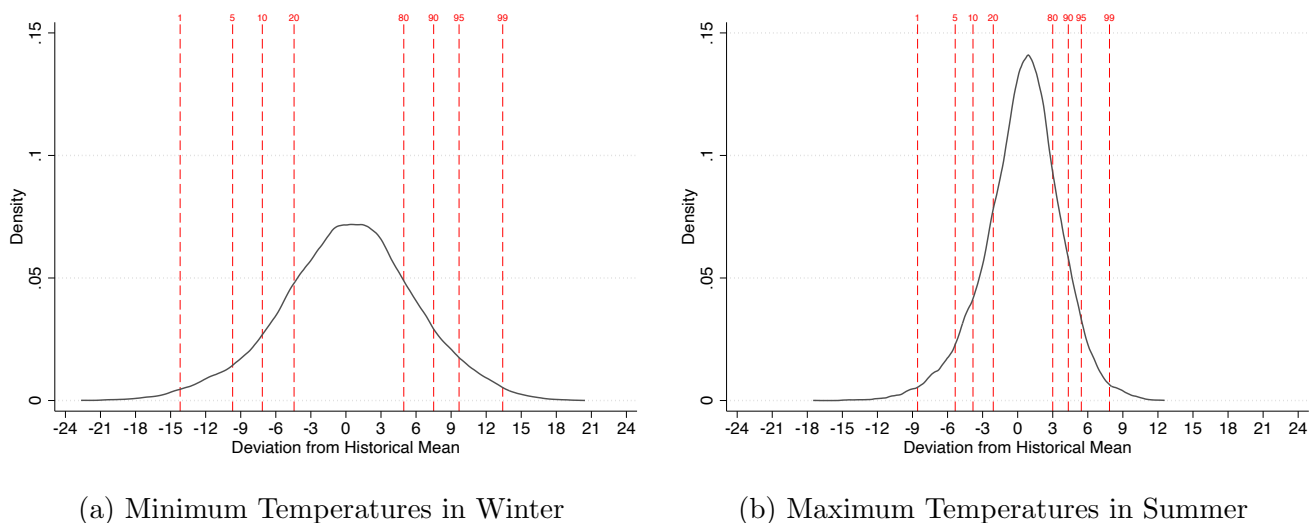 1 5 10 20 80 90 95 99
.15
.1
.05
0
Density
-24 -21 -18 -15 -12 -9 -6 -3 0 3 6 9 12 15 18 21 24
Deviation from Historical Mean
(a) Minimum Temperatures in Winter
1 5 10 20 80 90 95 99
.15
.1
.05
0
Density
-24 -21 -18 -15 -12 -9 -6 -3 0 3 6 9 12 15 18 21 24
Deviation from Historical Mean
(b) Maximum Temperatures in Summer